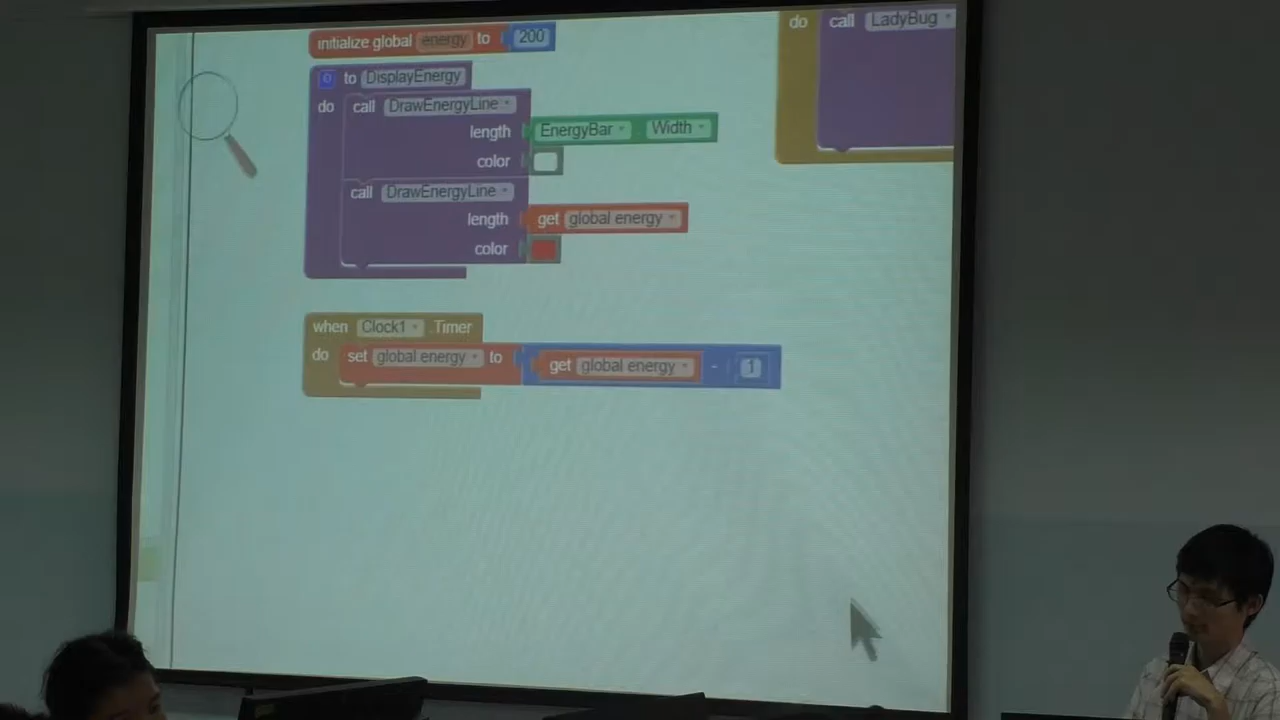 initialize global energy to 200
to DisplayEnergy
do call DrawEnergyLine
length EnergyBar Width
color
call DrawEnergyLine
length get global energy
color
when Clock1 .Timer
do set global energy to get global energy - 1
do call LadyBug